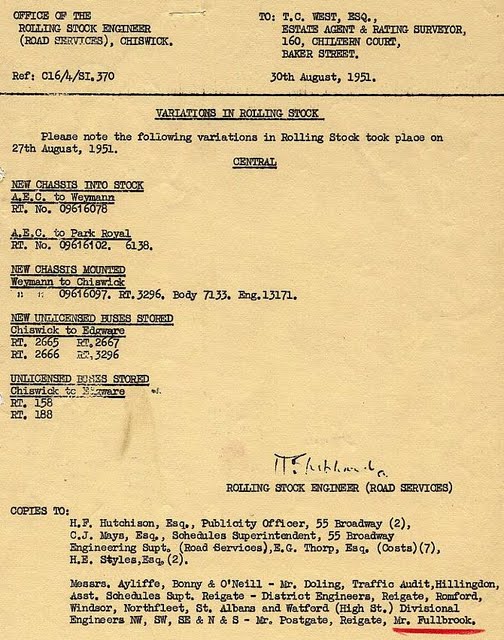 OFFICE OF THE TO: T.C. WEST, ESQ.,
ROLLING STOCK ENGINEER ESTATE AGENT & RATING SURVEYOR,
(ROAD SERVICES), CHISWICK. 160, CHILTERN COURT,
BAKER STREET.
Ref: C16/4/SI.370 30th August, 1951.
VARIATIONS IN ROLLING STOCK
Please note the following variations in Rolling Stock took place on
27th August, 1951.
CENTRAL
NEW CHASSIS INTO STOCK
A.E.C. to Weymann
RT. No. 09616078
A.E.C. to Park Royal
RT. No. 09616102. 6138.
NEW CHASSIS MOUNTED
Weymann to Chiswick
" " 09616097. RT.3296. Body 7133. Eng.13171.
NEW UNLICENSED BUSES STORED
Chiswick to Edgware
RT. 2665 RT.2667
RT. 2666 RT.3296
UNLICENSED BUSES STORED
Chiswick to Edgware
RT. 158
RT. 188
ROLLING STOCK ENGINEER (ROAD SERVICES)
COPIES TO:
H.F. Hutchison, Esq., Publicity Officer, 55 Broadway (2),
C.J. Mays, Esq., Schedules Superintendent, 55 Broadway
Engineering Supt. (Road Services),E.G. Thorp, Esq. (Costs)(7),
H.E. Styles,Esq,(2).
Messrs. Ayliffe, Bonny & O'Neill - Mr. Doling, Traffic Audit,Hillingdon,
Asst. Schedules Supt. Reigate - District Engineers, Reigate, Romford,
Windsor, Northfleet, St. Albans and Watford (High St.) Divisional
Engineers NW, SW, SE & N & S - Mr. Postgate, Reigate, Mr. Fullbrook.